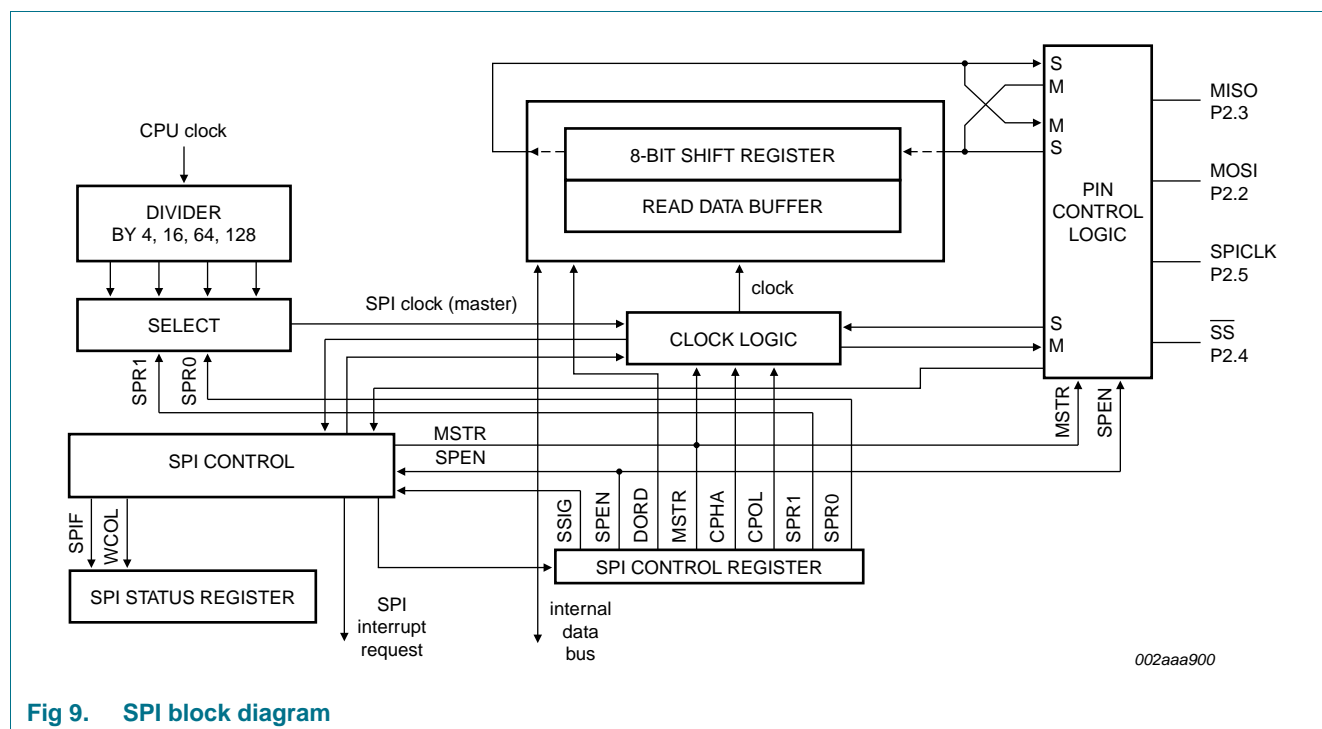 CPU clock
DIVIDER
BY 4, 16, 64, 128
SELECT
SPR1
SPR0
SPI clock (master)
8-BIT SHIFT REGISTER
READ DATA BUFFER
clock
CLOCK LOGIC
S
M
M
S
PIN
CONTROL
LOGIC
S
M
MISO
P2.3
MOSI
P2.2
SPICLK
P2.5
SS
P2.4
MSTR
SPEN
SPI CONTROL
MSTR
SPEN
SPIF
WCOL
SPI STATUS REGISTER
SPI
interrupt
request
SSIG
SPEN
DORD
MSTR
CPHA
CPOL
SPR1
SPR0
SPI CONTROL REGISTER
internal
data
bus
002aaa900
Fig 9. SPI block diagram